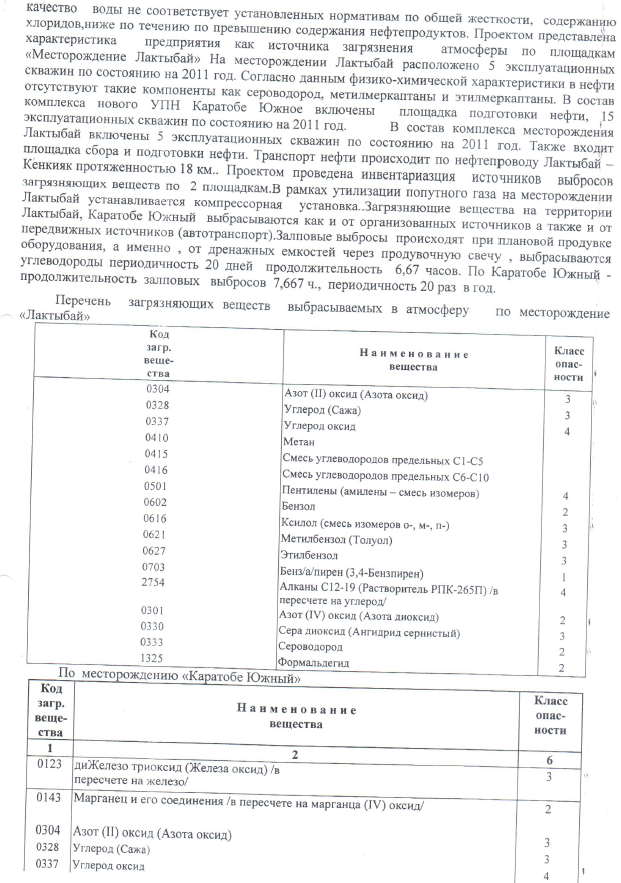 качество воды не соответствует установленных нормативам по общей жесткости, содержанию
хлоридов,ниже по течению по превышению содержания нефтепродуктов. Проектом представлена
характеристика предприятия как источника загрязнения атмосферы по площадкам
«Месторождение Лактыбай» На месторождении Лактыбай расположено 5 эксплуатационных
скважин по состоянию на 2011 год. Согласно данным физико-химической характеристики в нефти
отсутствуют такие компоненты как сероводород, метилмеркаптаны и этилмеркаптаны. В состав
комплекса нового УПН Каратобе Южное включены площадка подготовки нефти, 15
эксплуатационных скважин по состоянию на 2011 год. В состав комплекса месторождения
Лактыбай включены 5 эксплуатационных скважин по состоянию на 2011 год. Также входит
площадка сбора и подготовки нефти. Транспорт нефти происходит по нефтепроводу Лактыбай –
Кенкияк протяженностью 18 км.. Проектом проведена инвентариазция источников выбросов
загрязняющих веществ по 2 площадкам.В рамках утилизации попутного газа на месторождении
Лактыбай устанавливается компрессорная установка..Загрязняющие вещества на территории
Лактыбай, Каратобе Южный выбрасываются как и от организованных источников а также и от
передвижных источников (автотранспорт).Залповые выбросы происходят при плановой продувке
оборудования, а именно , от дренажных емкостей через продувочную свечу , выбрасываются
углеводороды периодичность 20 дней продолжительность 6,67 часов. По Каратобе Южный -
продолжительность залповых выбросов 7,667 ч., периодичность 20 раз в год.
Перечень загрязняющих веществ выбрасываемых в атмосферу по месторождение
«Лактыбай»
Код загр. веще- ства Наименование вещества Класс опас- ности
0304 Азот (II) оксид (Азота оксид) 3
0328 Углерод (Сажа) 3
0337 Углерод оксид 4
0410 Метан
0415 Смесь углеводородов предельных С1-С5
0416 Смесь углеводородов предельных С6-С10
0501 Пентилены (амилены – смесь изомеров) 4
0602 Бензол 2
0616 Ксилол (смесь изомеров о-, м-, п-) 3
0621 Метилбензол (Толуол) 3
0627 Этилбензол 3
0703 Бенз/а/пирен (3,4-Бензпирен) 1
2754 Алканы С12-19 (Растворитель РПК-265П) /в 4
пересчете на углерод/
0301 Азот (IV) оксид (Азота диоксид) 2
0330 Сера диоксид (Ангидрид сернистый) 3
0333 Сероводород 2
1325 Формальдегид 2
По месторождению «Каратобе Южный»
Код загр. веще- ства Наименование вещества Класс опас- ности
1 2 6
0123 диЖелезо триоксид (Железа оксид) /в 3
пересчете на железо/
0143 Марганец и его соединения /в пересчете на марганца (IV) оксид/ 2
0304 Азот (II) оксид (Азота оксид) 3
0328 Углерод (Сажа) 3
0337 Углерод оксид 4